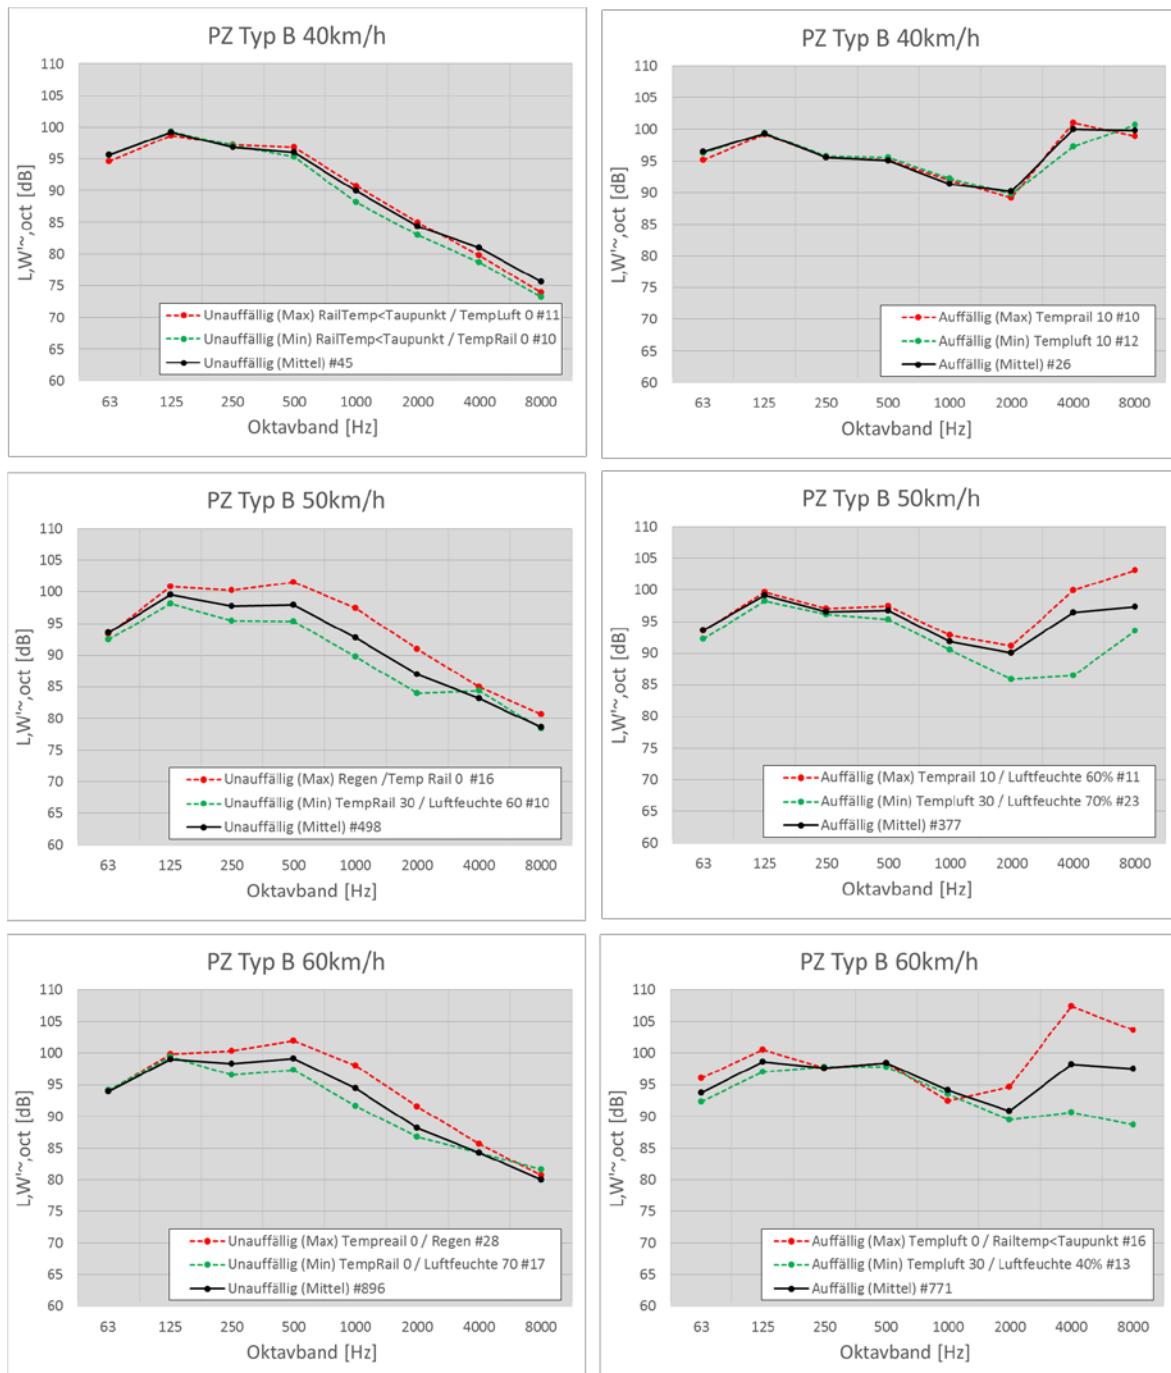 PZ Typ B 40km/h
L,W'~,oct [dB]
110
105
100
95
90
85
80
75
70
65
60
Unauffällig (Max) RailTemp<Taupunkt / TempLuft 0 #11
Unauffällig (Min) RailTemp<Taupunkt / TempRail 0 #10
Unauffällig (Mittel) #45
63 125 250 500 1000 2000 4000 8000
Oktavband [Hz]
PZ Typ B 40km/h
L,W'~,oct [dB]
110
105
100
95
90
85
80
75
70
65
60
Auffällig (Max) Temprail 10 #10
Auffällig (Min) Templuft 10 #12
Auffällig (Mittel) #26
63 125 250 500 1000 2000 4000 8000
Oktavband [Hz]
PZ Typ B 50km/h
L,W'~,oct [dB]
110
105
100
95
90
85
80
75
70
65
60
Unauffällig (Max) Regen /Temp Rail 0 #16
Unauffällig (Min) TempRail 30 / Luftfeuchte 60 #10
Unauffällig (Mittel) #498
63 125 250 500 1000 2000 4000 8000
Oktavband [Hz]
PZ Typ B 50km/h
L,W'~,oct [dB]
110
105
100
95
90
85
80
75
70
65
60
Auffällig (Max) Temprail 10 / Luftfeuchte 60% #11
Auffällig (Min) Templuft 30 / Luftfeuchte 70% #23
Auffällig (Mittel) #377
63 125 250 500 1000 2000 4000 8000
Oktavband [Hz]
PZ Typ B 60km/h
L,W'~,oct [dB]
110
105
100
95
90
85
80
75
70
65
60
Unauffällig (Max) Tempreail 0 / Regen #28
Unauffällig (Min) TempRail 0 / Luftfeuchte 70 #17
Unauffällig (Mittel) #896
63 125 250 500 1000 2000 4000 8000
Oktavband [Hz]
PZ Typ B 60km/h
L,W'~,oct [dB]
110
105
100
95
90
85
80
75
70
65
60
Auffällig (Max) Templuft 0 / Railtemp<Taupunkt #16
Auffällig (Min) Templuft 30 / Luftfeuchte 40% #13
Auffällig (Mittel) #771
63 125 250 500 1000 2000 4000 8000
Oktavband [Hz]